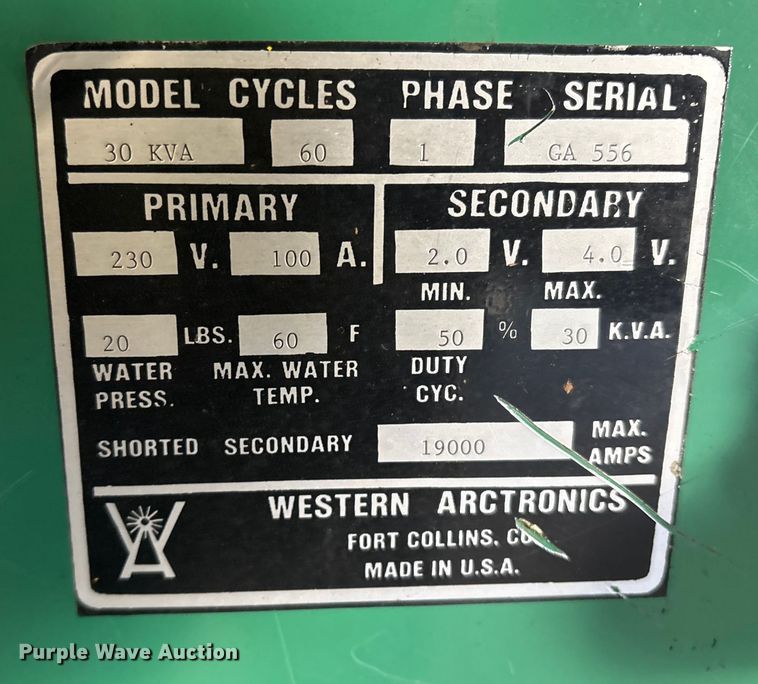 MODEL CYCLES PHASE SERIAL
30 KVA 60 1 GA 556
PRIMARY SECONDARY
230 V. 100 A. 2.0 V. 4.0 V.
MIN. MAX.
20 LBS. 60 F 50 % 30 K.V.A.
WATER PRESS. MAX. WATER TEMP. DUTY CYC.
SHORTED SECONDARY 19000 MAX. AMPS
WESTERN ARCTRONICS
FORT COLLINS, CO
MADE IN U.S.A.
Purple Wave Auction